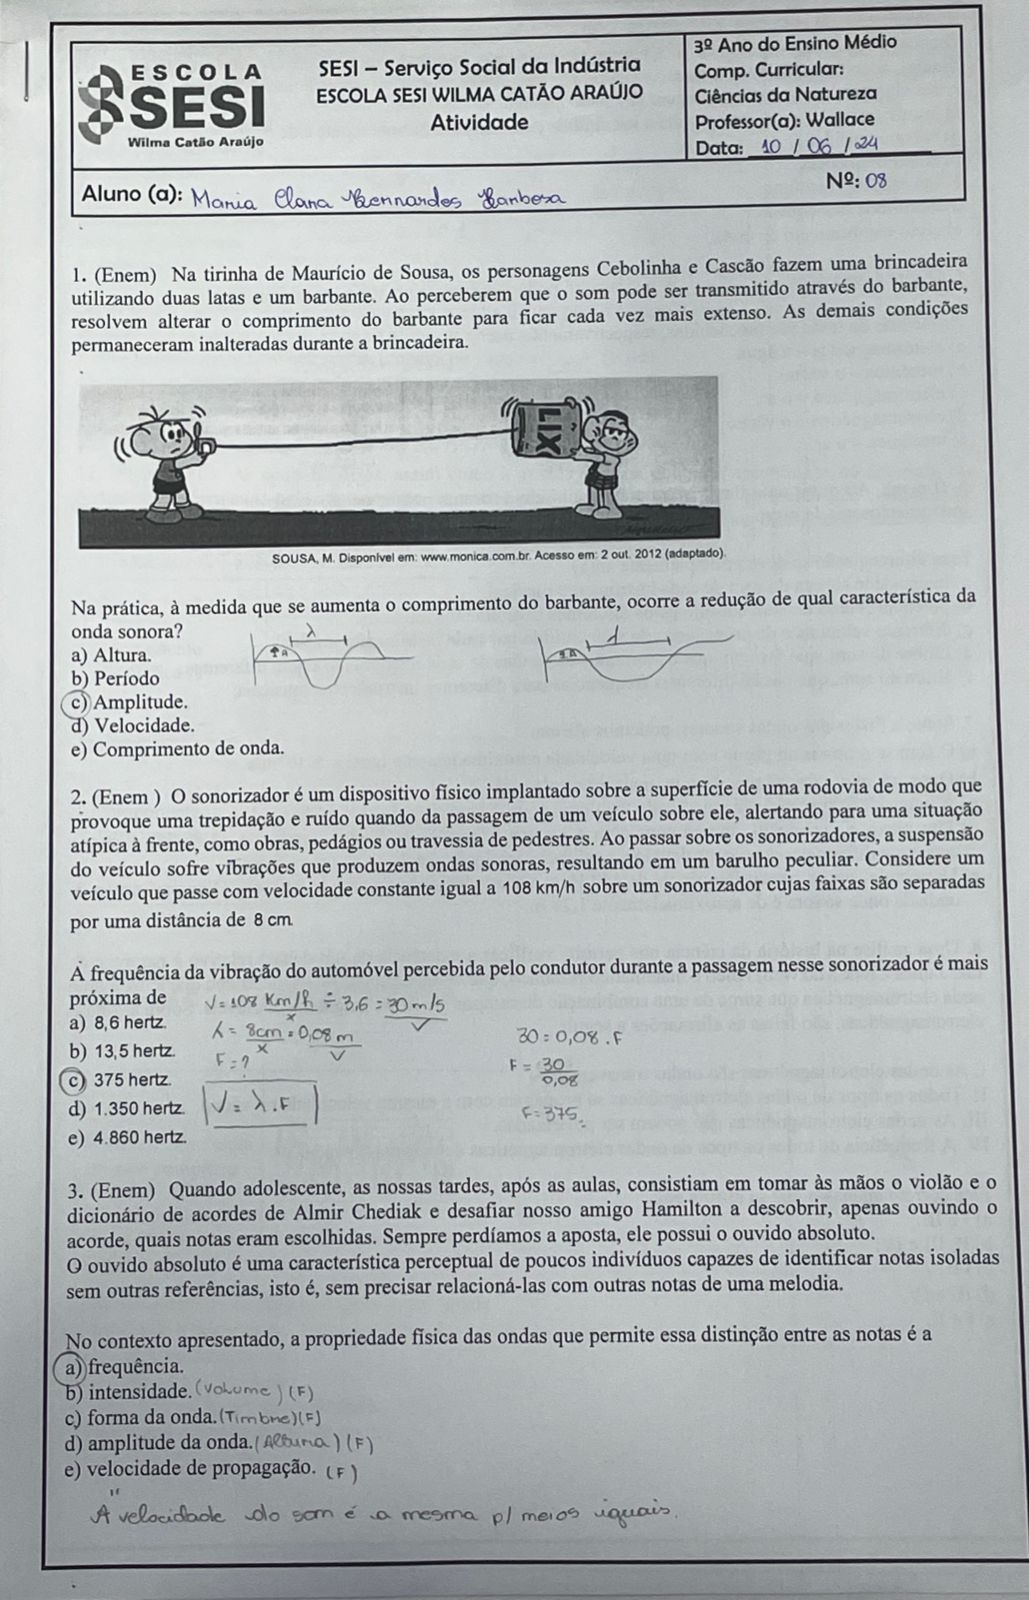 ESCOLA
SESI
Wilma Catão Araújo
SESI – Serviço Social da Indústria
ESCOLA SESI WILMA CATÃO ARAÚJO
Atividade
3º Ano do Ensino Médio
Comp. Curricular:
Ciências da Natureza
Professor(a): Wallace
Data: 10 / 06 / 24
Aluno (a): Maria Clara Bernardes Barbosa
Nº: 08
1. (Enem) Na tirinha de Maurício de Sousa, os personagens Cebolinha e Cascão fazem uma brincadeira
utilizando duas latas e um barbante. Ao perceberem que o som pode ser transmitido através do barbante,
resolvem alterar o comprimento do barbante para ficar cada vez mais extenso. As demais condições
permaneceram inalteradas durante a brincadeira.
LIX
SOUSA, M. Disponível em: www.monica.com.br. Acesso em: 2 out. 2012 (adaptado).
Na prática, à medida que se aumenta o comprimento do barbante, ocorre a redução de qual característica da
onda sonora?
λ
A
a) Altura.
b) Período
c) Amplitude.
d) Velocidade.
e) Comprimento de onda.
2. (Enem ) O sonorizador é um dispositivo físico implantado sobre a superfície de uma rodovia de modo que
provoque uma trepidação e ruído quando da passagem de um veículo sobre ele, alertando para uma situação
atípica à frente, como obras, pedágios ou travessia de pedestres. Ao passar sobre os sonorizadores, a suspensão
do veículo sofre vibrações que produzem ondas sonoras, resultando em um barulho peculiar. Considere um
veículo que passe com velocidade constante igual a 108 km/h sobre um sonorizador cujas faixas são separadas
por uma distância de 8 cm
A frequência da vibração do automóvel percebida pelo condutor durante a passagem nesse sonorizador é mais
próxima de
V = 108 Km/h ÷ 3,6 = 30 m/s
a) 8,6 hertz.
λ = 8cm = 0,08 m
30 = 0,08 . F
b) 13,5 hertz.
F = ?
F = 30
0,08
c) 375 hertz.
d) 1.350 hertz.
V = λ . F
F = 375
e) 4.860 hertz.
3. (Enem) Quando adolescente, as nossas tardes, após as aulas, consistiam em tomar às mãos o violão e o
dicionário de acordes de Almir Chediak e desafiar nosso amigo Hamilton a descobrir, apenas ouvindo o
acorde, quais notas eram escolhidas. Sempre perdíamos a aposta, ele possui o ouvido absoluto.
O ouvido absoluto é uma característica perceptual de poucos indivíduos capazes de identificar notas isoladas
sem outras referências, isto é, sem precisar relacioná-las com outras notas de uma melodia.
No contexto apresentado, a propriedade física das ondas que permite essa distinção entre as notas é a
a) frequência.
b) intensidade. (Volume) (F)
c) forma da onda. (Timbre) (F)
d) amplitude da onda. (Altura) (F)
e) velocidade de propagação. (F)
"
A velocidade do som é a mesma p/ meios iguais.